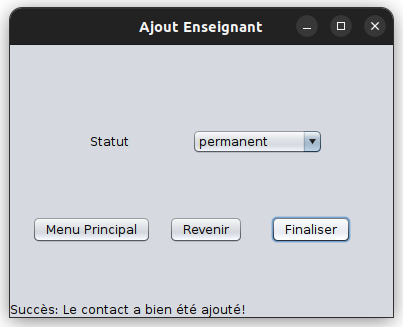 Ajout Enseignant
Statut permanent
Menu Principal Revenir Finaliser
Succès: Le contact a bien été ajouté!